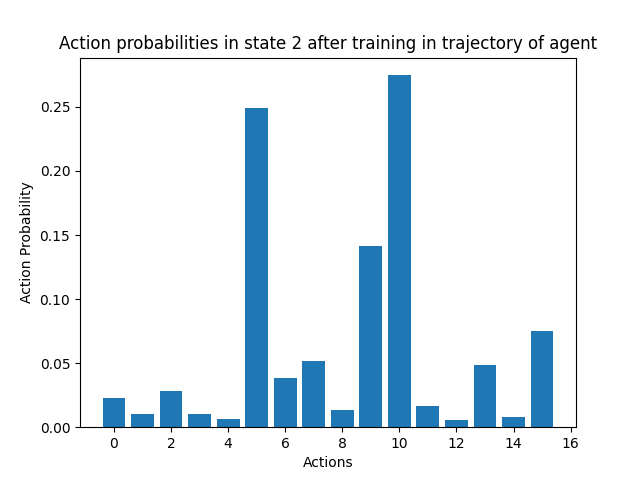 Action probabilities in state 2 after training in trajectory of agent
0.25
0.20
0.15
0.10
0.05
0.00
Action Probability
0 2 4 6 8 10 12 14 16
Actions